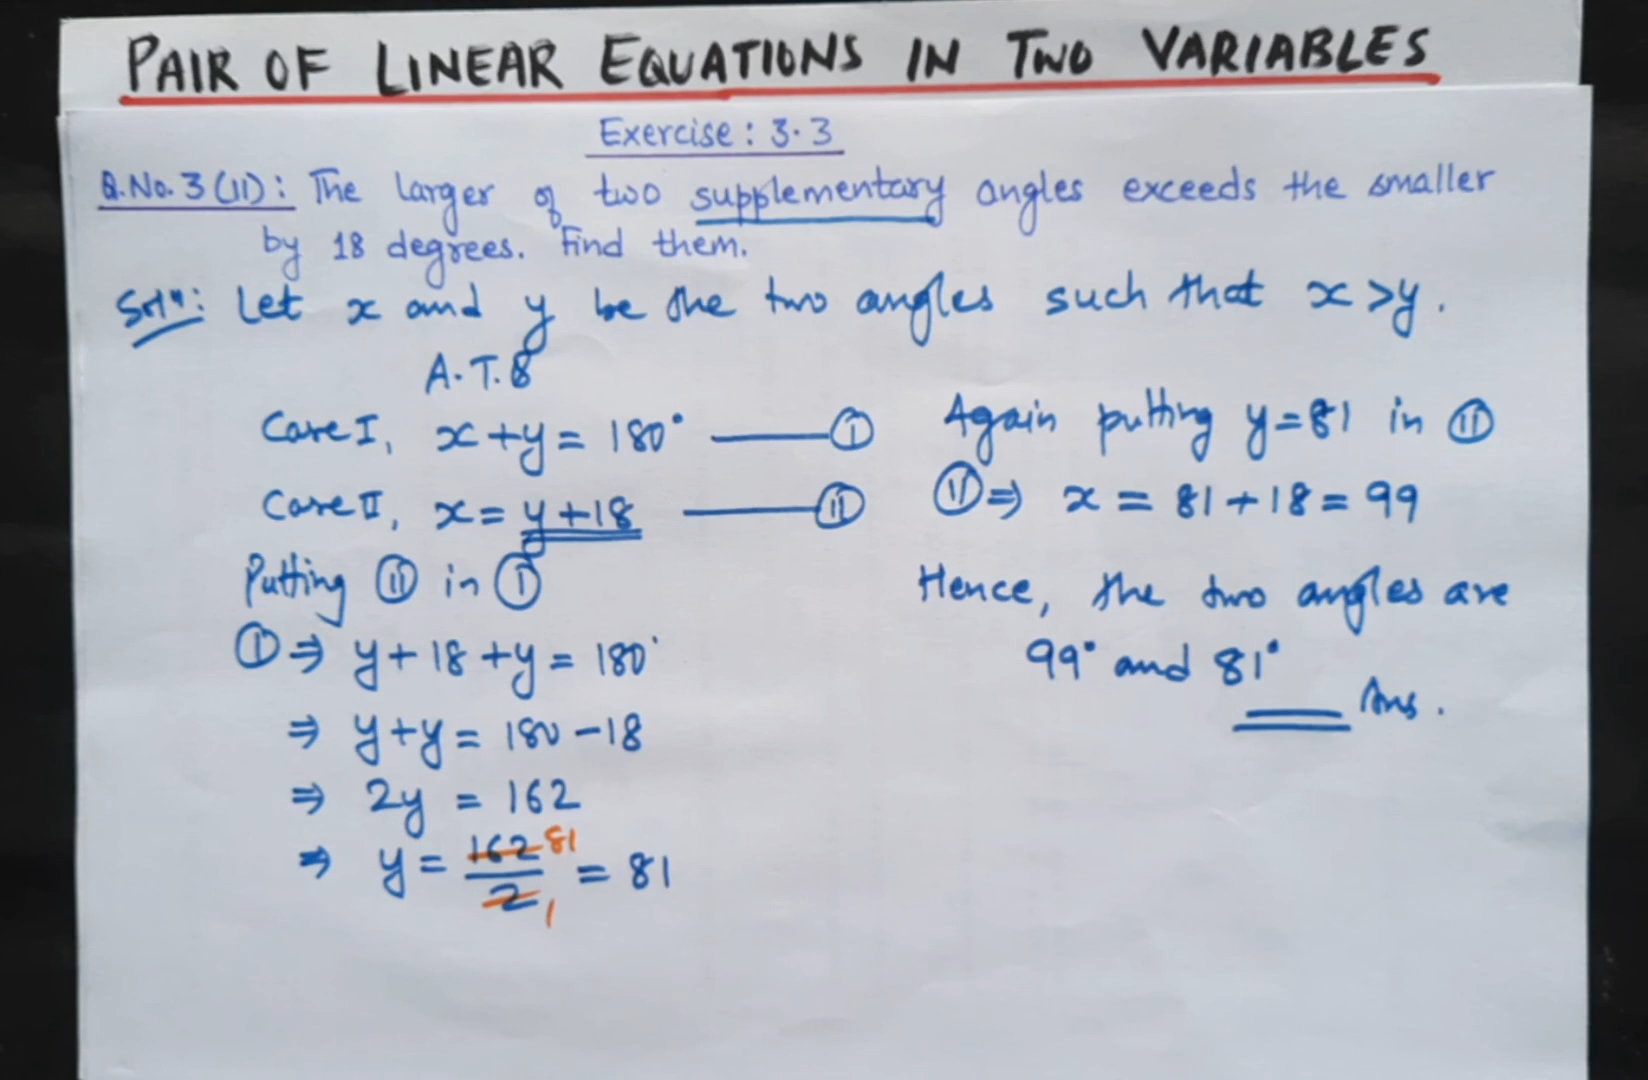 PAIR OF LINEAR EQUATIONS IN TWO VARIABLES
Exercise: 3.3
Q.No.3(II): The larger of two supplementary angles exceeds the smaller
by 18 degrees. Find them.
Soln: Let x and y be the two angles such that x>y.
A.T.Q
Case I, x+y = 180° ——— (I)
Case II, x = y+18 ——— (II)
Putting (II) in (I)
(I) ⇒ y+18+y = 180°
⇒ y+y = 180-18
⇒ 2y = 162
⇒ y = 162/2 = 81
81
1
Again putting y=81 in (II)
(II) ⇒ x = 81+18 = 99
Hence, the two angles are
99° and 81°
Ans.